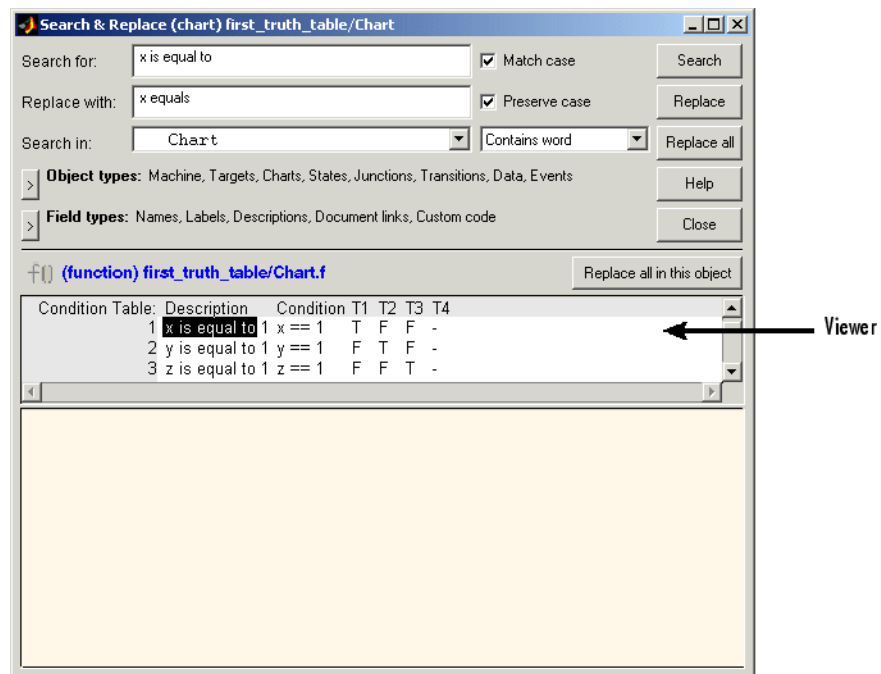 Search & Replace (chart) first_truth_table/Chart
Search for: x is equal to Match case Search
Replace with: x equals Preserve case Replace
Search in: Chart Contains word Replace all
> Object types: Machine, Targets, Charts, States, Junctions, Transitions, Data, Events Help
> Field types: Names, Labels, Descriptions, Document links, Custom code Close
f() (function) first_truth_table/Chart.f Replace all in this object
Condition Table: Description Condition T1 T2 T3 T4
1 x is equal to 1 x == 1 T F F -
2 y is equal to 1 y == 1 F T F -
3 z is equal to 1 z == 1 F F T -
Viewer